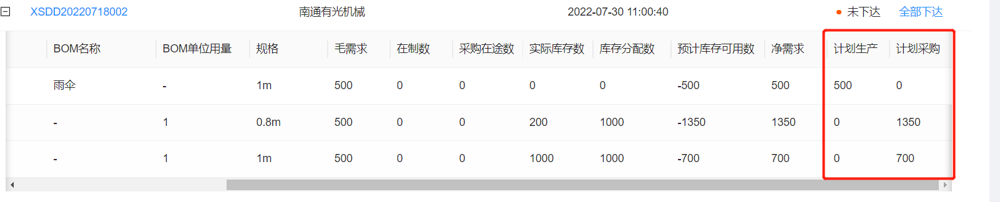 XSDD20220718002 南通有光机械 2022-07-30 11:00:40 未下达 全部下达
BOM名称 BOM单位用量 规格 毛需求 在制数 采购在途数 实际库存数 库存分配数 预计库存可用数 净需求 计划生产 计划采购
雨伞 - 1m 500 0 0 0 0 -500 500 500 0
- 1 0.8m 500 0 0 200 1000 -1350 1350 0 1350
- 1 1m 500 0 0 1000 1000 -700 700 0 700